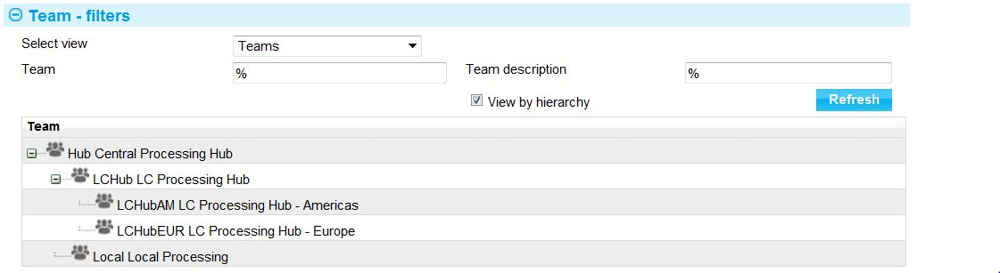 Team - filters
Select view Teams
Team % Team description %
View by hierarchy Refresh
Team
Hub Central Processing Hub
LCHub LC Processing Hub
LCHubAM LC Processing Hub - Americas
LCHubEUR LC Processing Hub - Europe
Local Local Processing